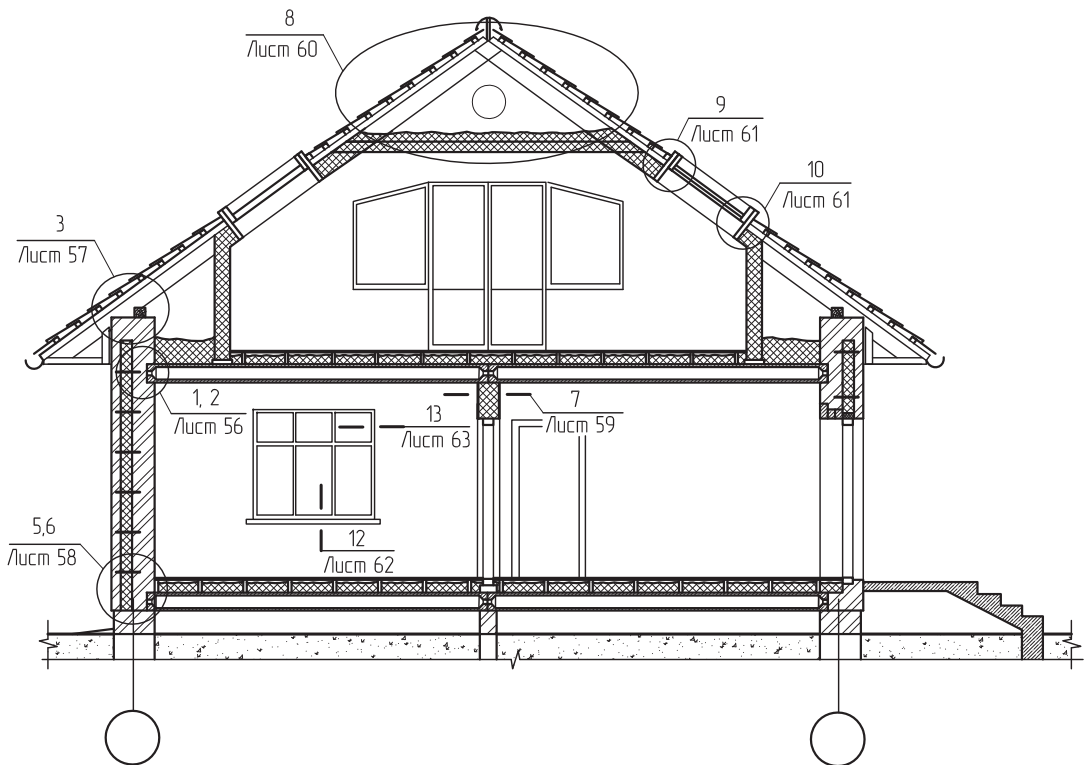 8
Лист 60
9
Лист 61
10
Лист 61
3
Лист 57
1, 2
Лист 56
13
Лист 63
7
Лист 59
5,6
Лист 58
12
Лист 62